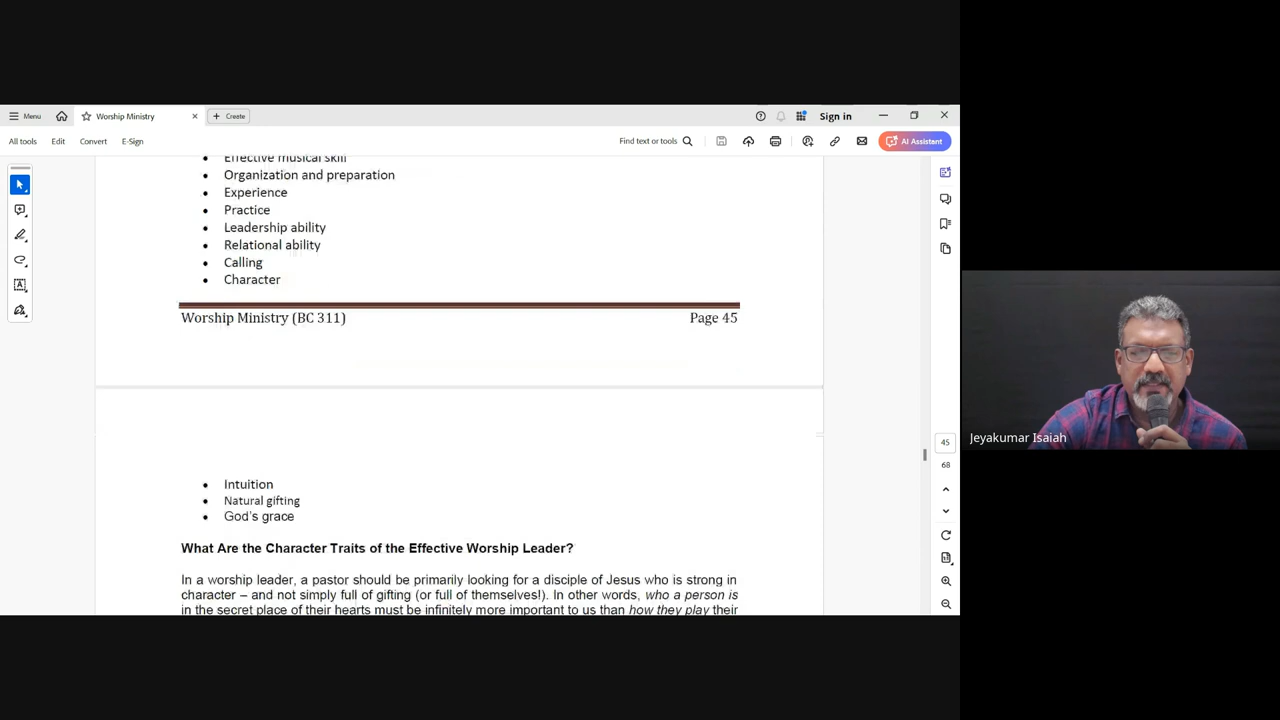 Menu
Worship Ministry
Create
Sign in
All tools
Edit
Convert
E-Sign
Find text or tools
AI Assistant
• Effective musical skill
• Organization and preparation
• Experience
• Practice
• Leadership ability
• Relational ability
• Calling
• Character
Worship Ministry (BC 311) Page 45
• Intuition
• Natural gifting
• God's grace
What Are the Character Traits of the Effective Worship Leader?
In a worship leader, a pastor should be primarily looking for a disciple of Jesus who is strong in
character – and not simply full of gifting (or full of themselves!). In other words, who a person is
in the secret place of their hearts must be infinitely more important to us than how they play their
45
68
Jeyakumar Isaiah